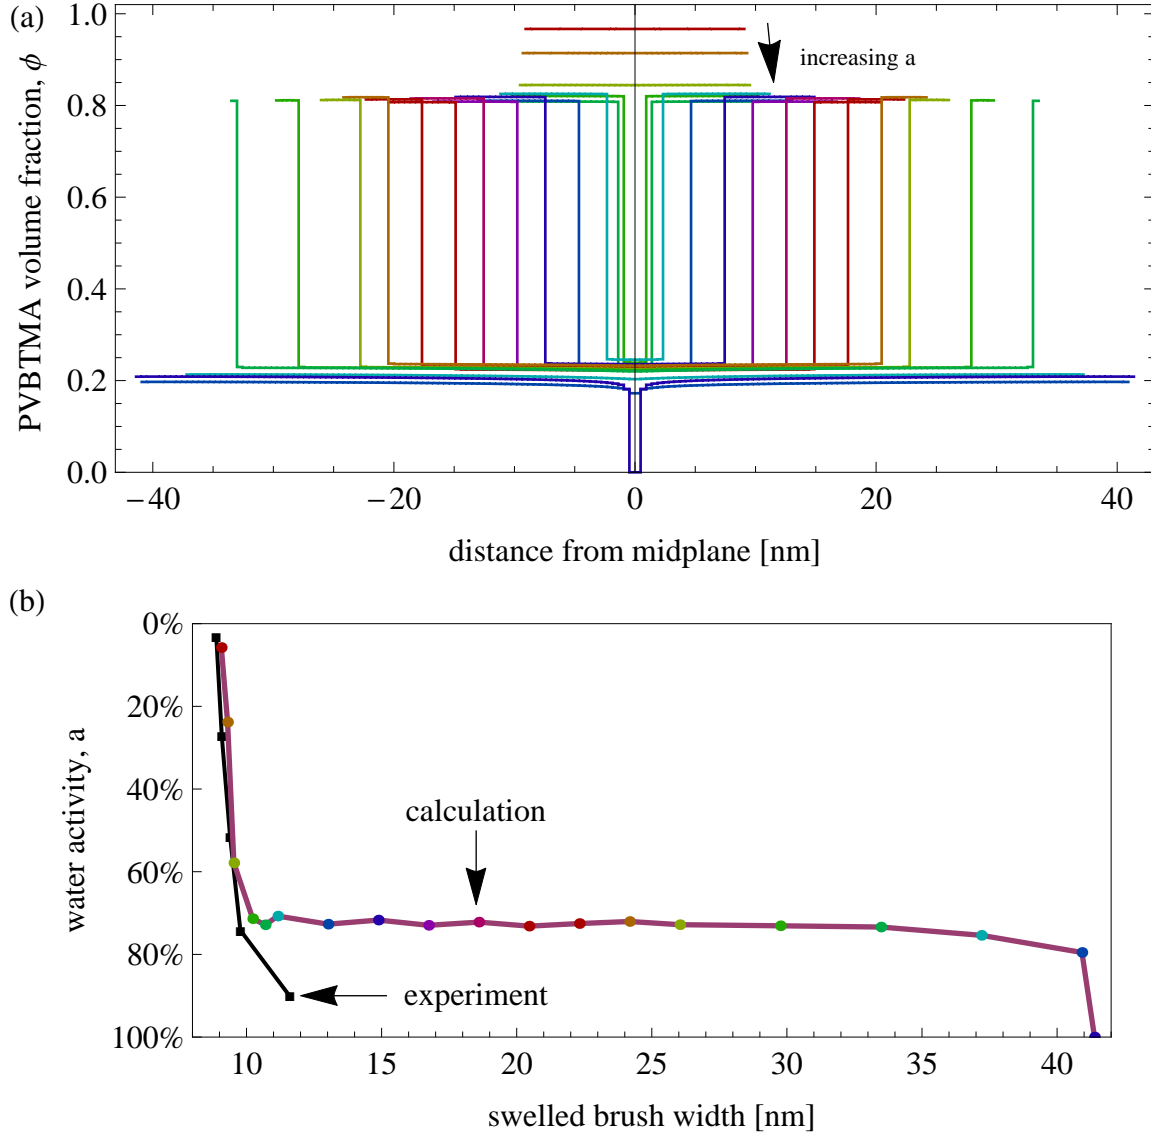 (a)
1.0
0.8
0.6
0.4
0.2
0.0
PVBTMA volume fraction, ϕ
increasing a
−40
−20
0
20
40
distance from midplane [nm]
(b)
0%
20%
40%
60%
80%
100%
water activity, a
calculation
experiment
10
15
20
25
30
35
40
swelled brush width [nm]